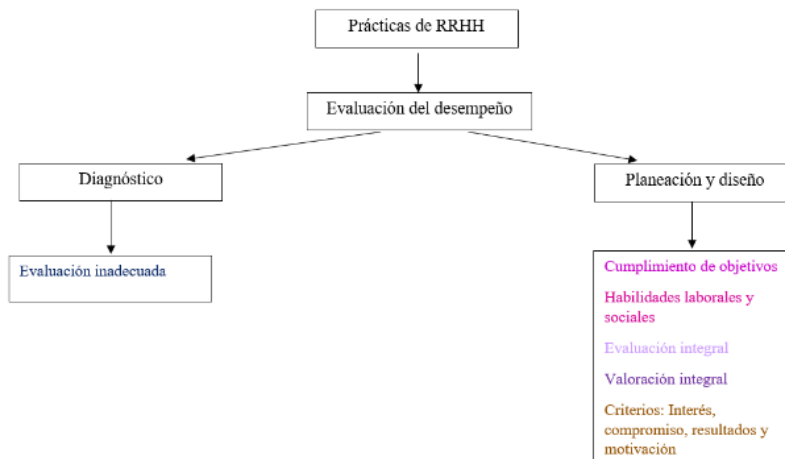 Prácticas de RRHH
Evaluación del desempeño
Diagnóstico
Planeación y diseño
Evaluación inadecuada
Cumplimiento de objetivos
Habilidades laborales y
sociales
Evaluación integral
Valoración integral
Criterios: Interés,
compromiso, resultados y
motivación